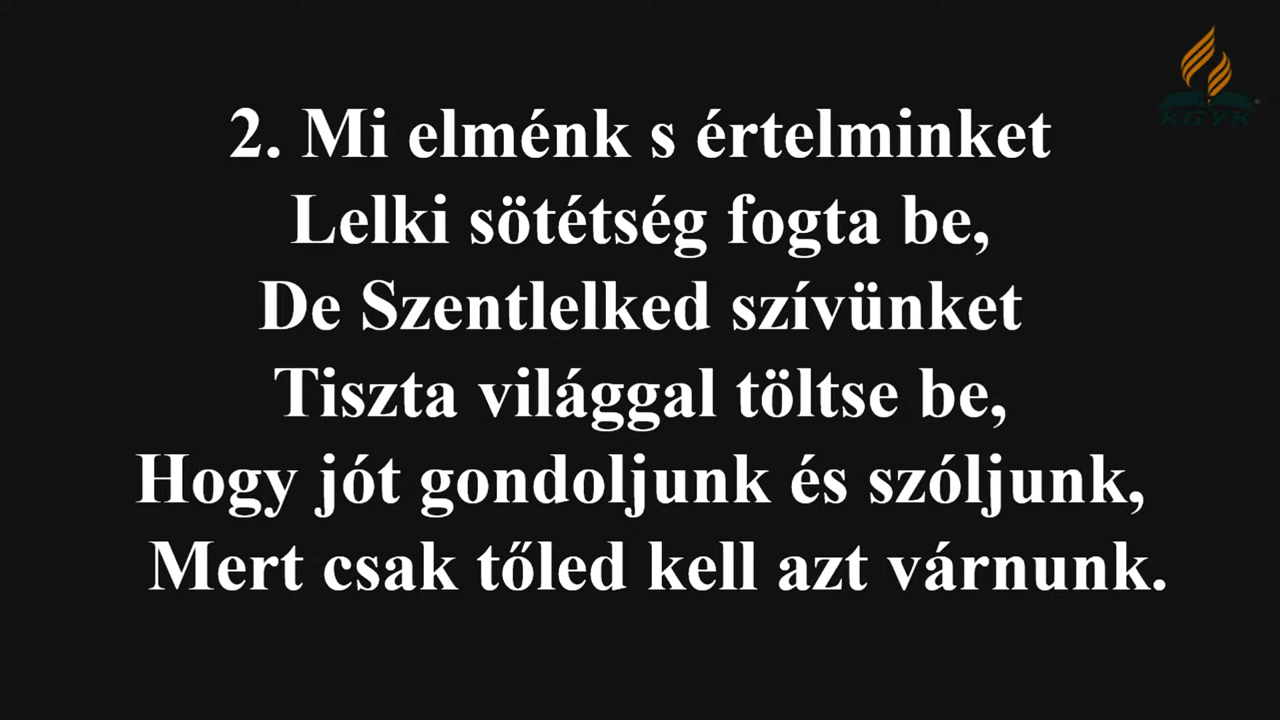 2. Mi elménk s értelminket
Lelki sötétség fogta be,
De Szentlelked szívünket
Tiszta világgal töltse be,
Hogy jót gondoljunk és szóljunk,
Mert csak tőled kell azt várnunk.
KGYK